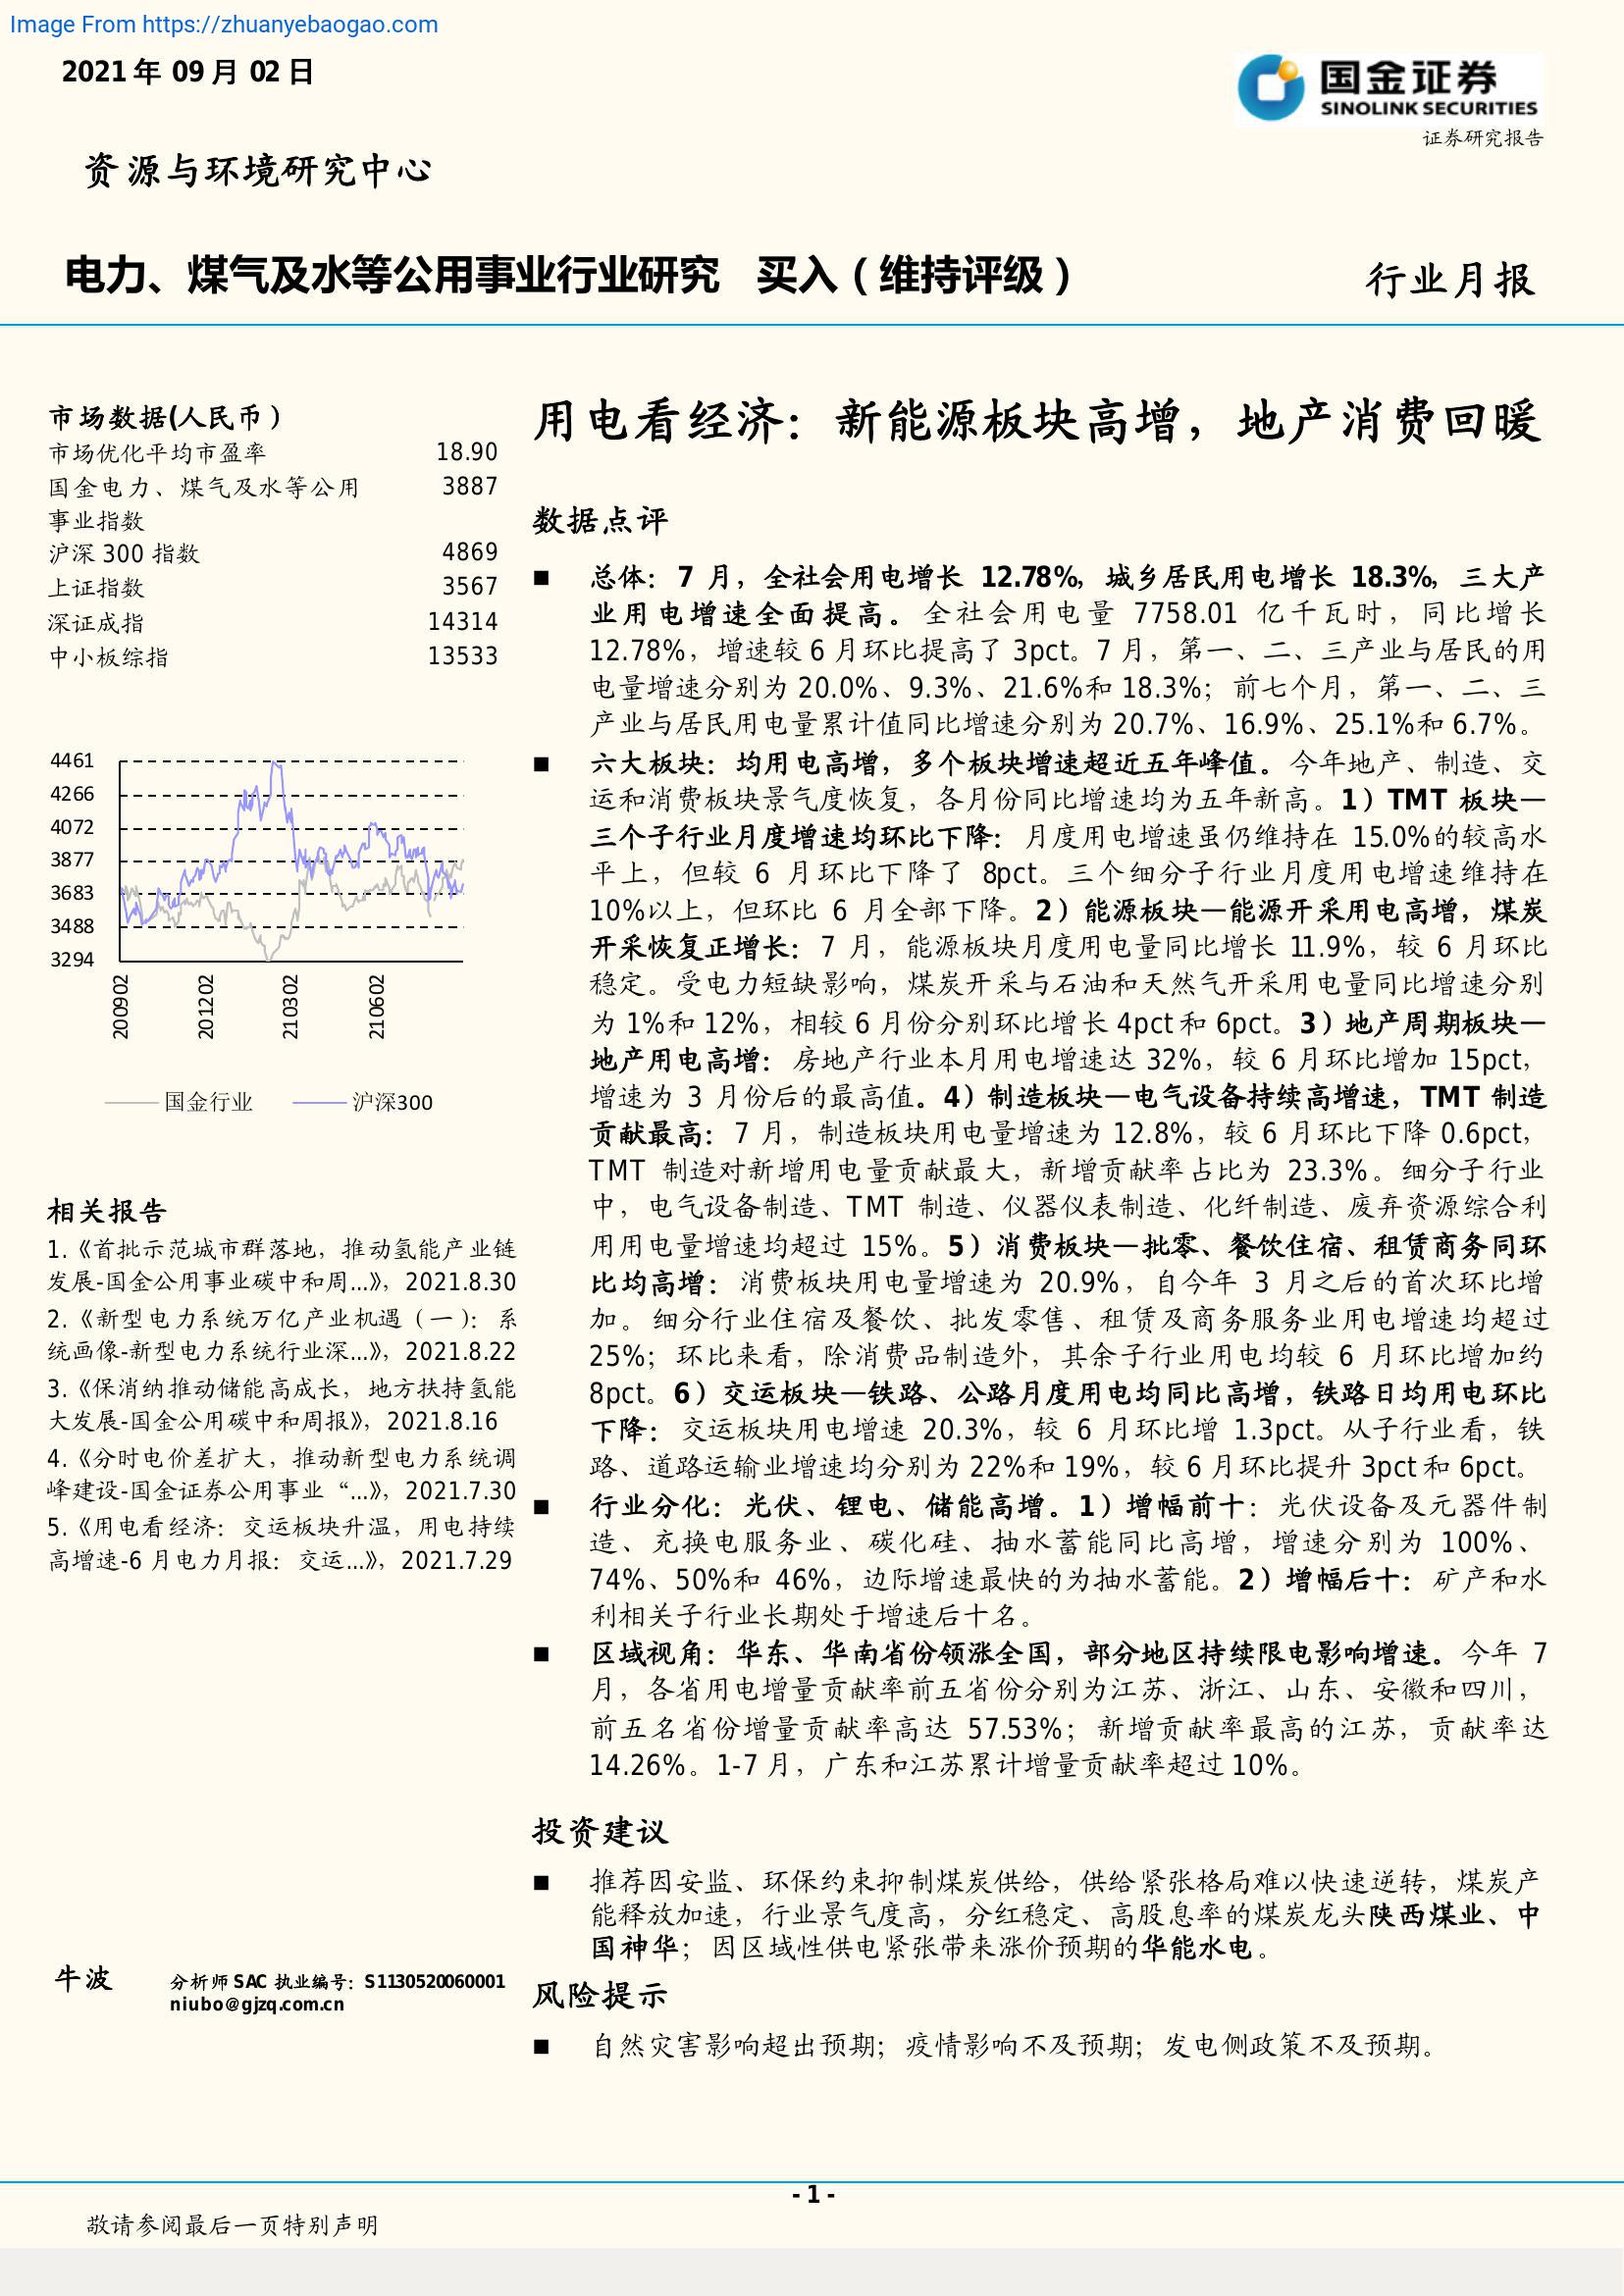 Image From https://zhuanyebaogao.com
2021 年 09 月 02 日
国金证券
SINOLINK SECURITIES
证券研究报告
资源与环境研究中心
电力、煤气及水等公用事业行业研究 买入（维持评级）
行业月报
市场数据(人民币）
市场优化平均市盈率 18.90
国金电力、煤气及水等公用 3887
事业指数
沪深 300 指数 4869
上证指数 3567
深证成指 14314
中小板综指 13533
4461
4266
4072
3877
3683
3488
3294
200902
201202
210302
210602
国金行业 沪深300
相关报告
1.《首批示范城市群落地，推动氢能产业链
发展-国金公用事业碳中和周...》，2021.8.30
2.《新型电力系统万亿产业机遇（一）：系
统画像-新型电力系统行业深...》，2021.8.22
3.《保消纳推动储能高成长，地方扶持氢能
大发展-国金公用碳中和周报》，2021.8.16
4.《分时电价差扩大，推动新型电力系统调
峰建设-国金证券公用事业“...》，2021.7.30
5.《用电看经济：交运板块升温，用电持续
高增速-6 月电力月报：交运...》，2021.7.29
牛波 分析师 SAC 执业编号：S1130520060001
niubo@gjzq.com.cn
用电看经济：新能源板块高增，地产消费回暖
数据点评
■ 总体：7 月，全社会用电增长 12.78%，城乡居民用电增长 18.3%，三大产
业用电增速全面提高。全社会用电量 7758.01 亿千瓦时，同比增长
12.78%，增速较 6 月环比提高了 3pct。7 月，第一、二、三产业与居民的用
电量增速分别为 20.0%、9.3%、21.6%和 18.3%；前七个月，第一、二、三
产业与居民用电量累计值同比增速分别为 20.7%、16.9%、25.1%和 6.7%。
■ 六大板块：均用电高增，多个板块增速超近五年峰值。今年地产、制造、交
运和消费板块景气度恢复，各月份同比增速均为五年新高。1）TMT 板块—
三个子行业月度增速均环比下降：月度用电增速虽仍维持在 15.0%的较高水
平上，但较 6 月环比下降了 8pct。三个细分子行业月度用电增速维持在
10%以上，但环比 6 月全部下降。2）能源板块—能源开采用电高增，煤炭
开采恢复正增长：7 月，能源板块月度用电量同比增长 11.9%，较 6 月环比
稳定。受电力短缺影响，煤炭开采与石油和天然气开采用电量同比增速分别
为 1%和 12%，相较 6 月份分别环比增长 4pct 和 6pct。3）地产周期板块—
地产用电高增：房地产行业本月用电增速达 32%，较 6 月环比增加 15pct，
增速为 3 月份后的最高值。4）制造板块—电气设备持续高增速，TMT 制造
贡献最高：7 月，制造板块用电量增速为 12.8%，较 6 月环比下降 0.6pct，
TMT 制造对新增用电量贡献最大，新增贡献率占比为 23.3%。细分子行业
中，电气设备制造、TMT 制造、仪器仪表制造、化纤制造、废弃资源综合利
用用电量增速均超过 15%。5）消费板块—批零、餐饮住宿、租赁商务同环
比均高增：消费板块用电量增速为 20.9%，自今年 3 月之后的首次环比增
加。细分行业住宿及餐饮、批发零售、租赁及商务服务业用电增速均超过
25%；环比来看，除消费品制造外，其余子行业用电均较 6 月环比增加约
8pct。6）交运板块—铁路、公路月度用电均同比高增，铁路日均用电环比
下降：交运板块用电增速 20.3%，较 6 月环比增 1.3pct。从子行业看，铁
路、道路运输业增速均分别为 22%和 19%，较 6 月环比提升 3pct 和 6pct。
■ 行业分化：光伏、锂电、储能高增。1）增幅前十：光伏设备及元器件制
造、充换电服务业、碳化硅、抽水蓄能同比高增，增速分别为 100%、
74%、50%和 46%，边际增速最快的为抽水蓄能。2）增幅后十：矿产和水
利相关子行业长期处于增速后十名。
■ 区域视角：华东、华南省份领涨全国，部分地区持续限电影响增速。今年 7
月，各省用电增量贡献率前五省份分别为江苏、浙江、山东、安徽和四川，
前五名省份增量贡献率高达 57.53%；新增贡献率最高的江苏，贡献率达
14.26%。1-7 月，广东和江苏累计增量贡献率超过 10%。
投资建议
■ 推荐因安监、环保约束抑制煤炭供给，供给紧张格局难以快速逆转，煤炭产
能释放加速，行业景气度高，分红稳定、高股息率的煤炭龙头陕西煤业、中
国神华；因区域性供电紧张带来涨价预期的华能水电。
风险提示
■ 自然灾害影响超出预期；疫情影响不及预期；发电侧政策不及预期。
- 1 -
敬请参阅最后一页特别声明